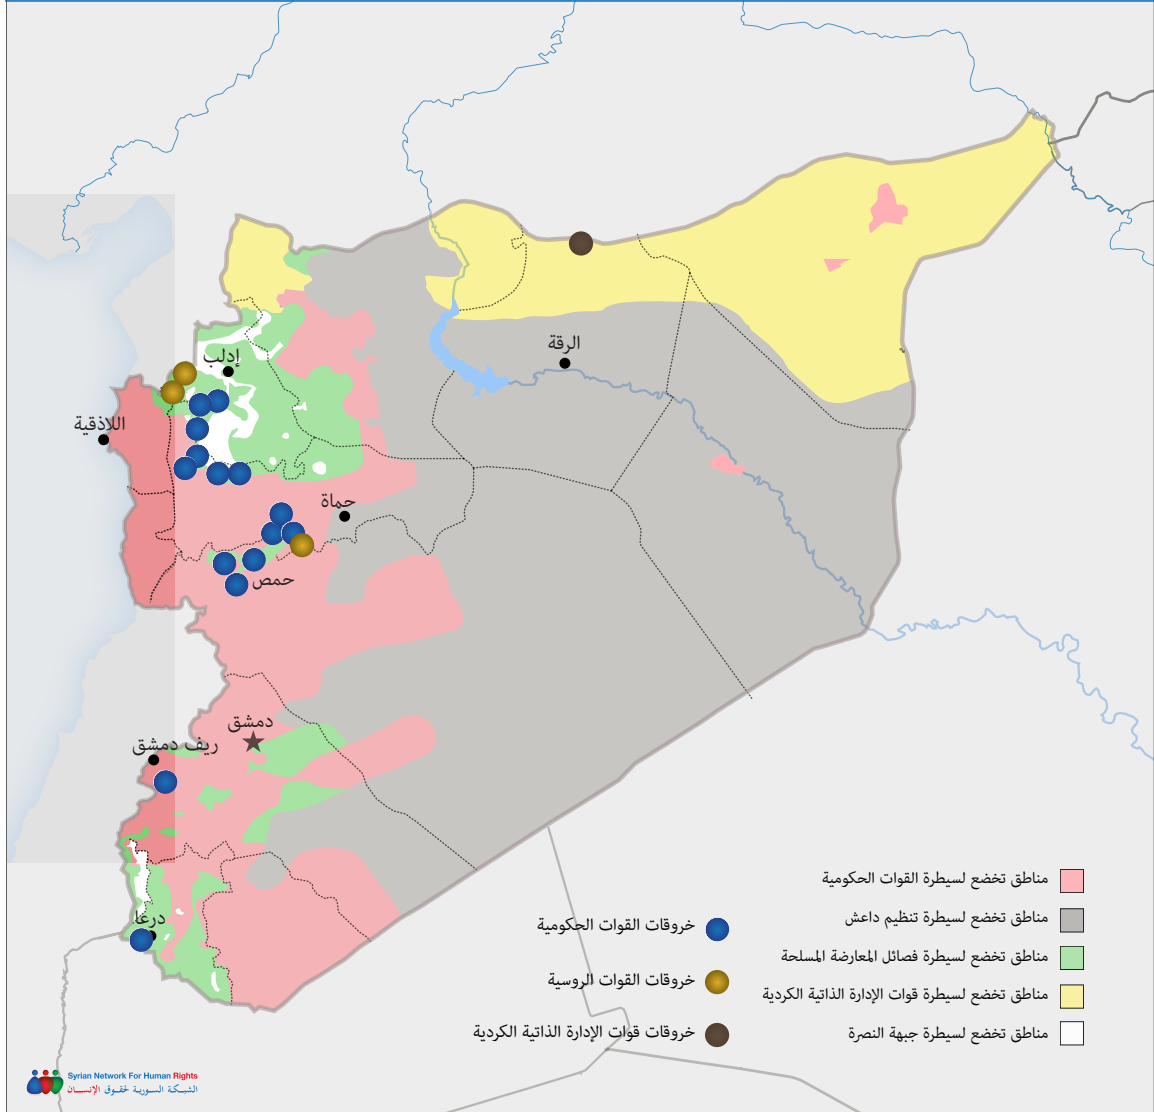 إدلب
الرقة
اللاذقية
حماة
حمص
دمشق
ريف دمشق
درعا
مناطق تخضع لسيطرة القوات الحكومية
مناطق تخضع لسيطرة تنظيم داعش
مناطق تخضع لسيطرة فصائل المعارضة المسلحة
مناطق تخضع لسيطرة قوات الإدارة الذاتية الكردية
مناطق تخضع لسيطرة جبهة النصرة
خروقات القوات الحكومية
خروقات القوات الروسية
خروقات قوات الإدارة الذاتية الكردية
Syrian Network For Human Rights
الشبكة السورية لحقوق الإنسان